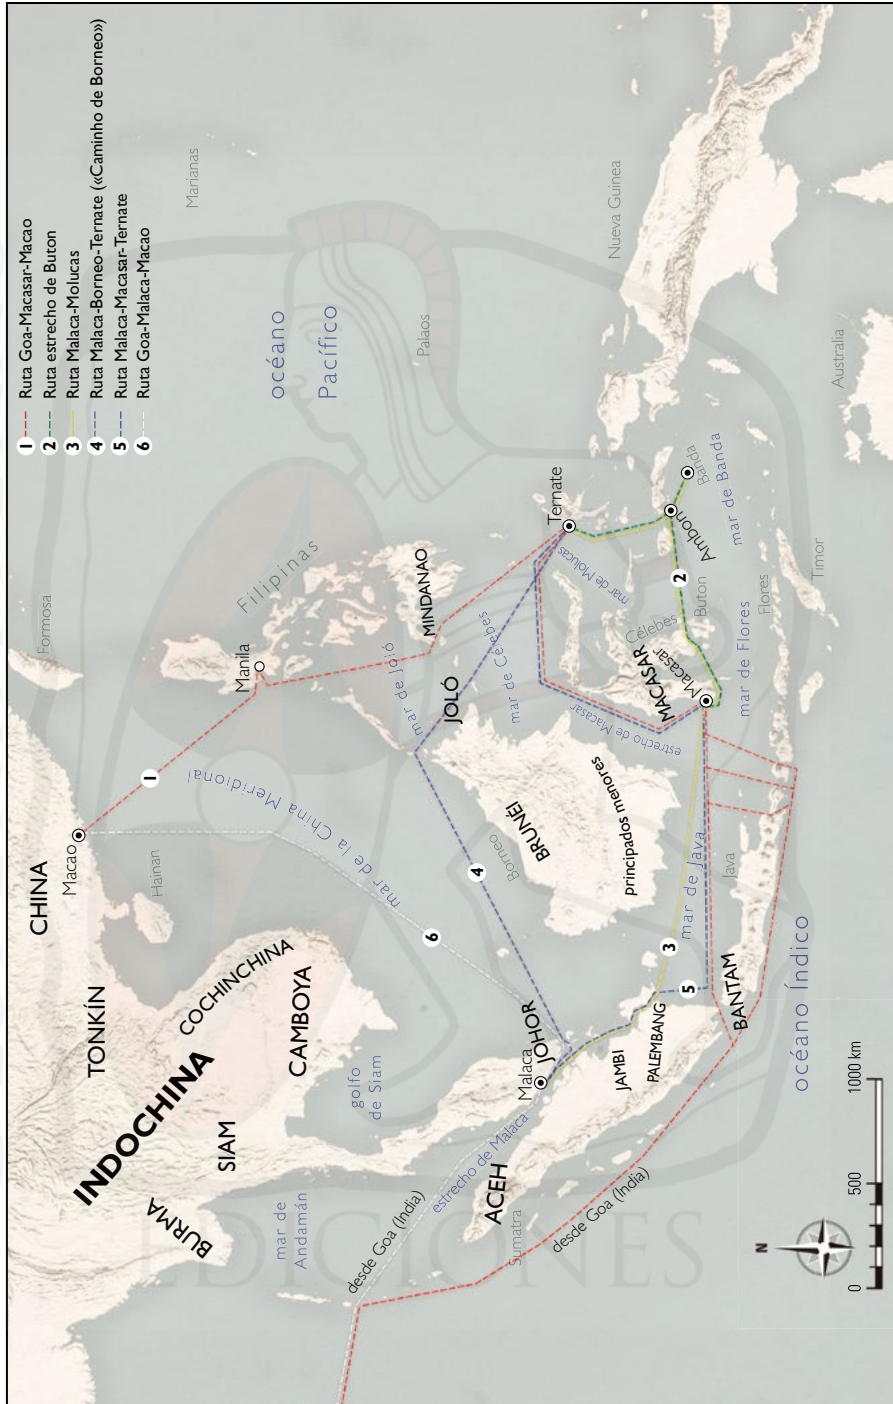 1 Ruta Goa-Macasar-Macao
2 Ruta estrecho de Buton
3 Ruta Malaca-Molucas
4 Ruta Malaca-Borneo-Ternate («Caminho de Borneo»)
5 Ruta Malaca-Macasar-Ternate
6 Ruta Goa-Malaca-Macao
CHINA
Macao
Formosa
Hainan
TONKÍN
INDOCHINA
COCHINCHINA
CAMBOYA
SIAM
BURMA
golfo
de Siam
mar de
Andamán
1
mar de la China Meridional
6
Manila
Filipinas
MINDANAO
mar de Joló
JOLÓ
mar de Célebes
océano
Pacífico
Marianas
Palaos
Nueva Guinea
Australia
Ternate
mar de Molucas
Ambon
Banda
mar de Banda
2
Buton
Célebes
MACASAR
Macasar
estrecho de Macasar
mar de Flores
Flores
Timor
4
Borneo
BRUNÉI
Principados menores
3
mar de Java
5
Java
BANTAM
Malaca
JOHOR
JAMBI
PALEMBANG
estrecho de Malaca
ACEH
Sumatra
desde Goa (India)
desde Goa (India)
océano Índico
N
0
500
1000 km
EDICIONES